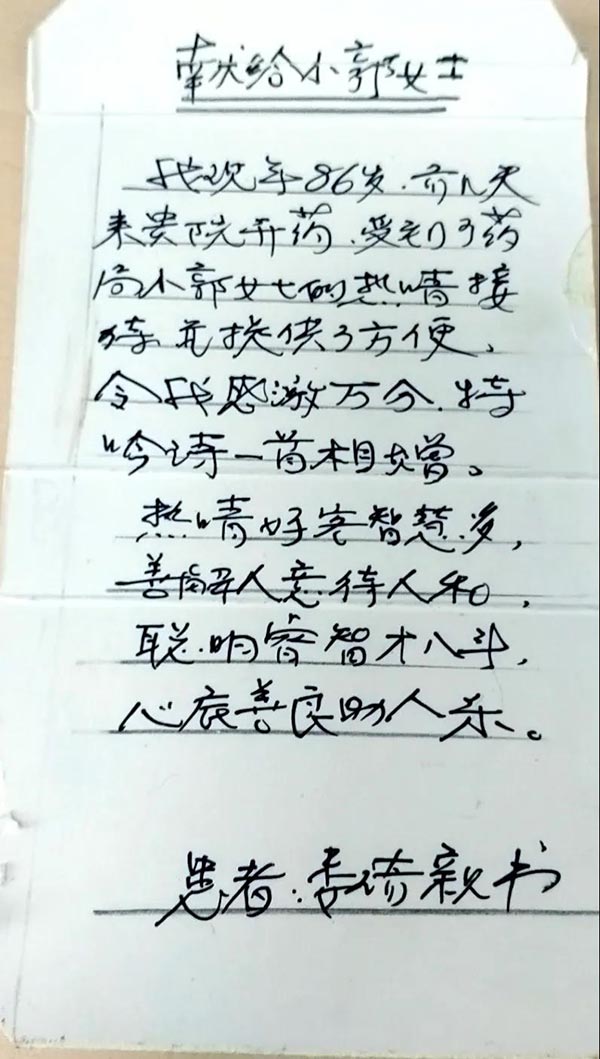 献给小郭女士
我现年86岁.前几天
来贵院开药.受到了药
局小郭女士的热情接
待并提供了方便、
令我感激万分.特
吟诗一首相赠。
热情好客智慧多,
善解人意待人和,
聪明睿智才八斗,
心底善良助人乐。
患者:李 亲书